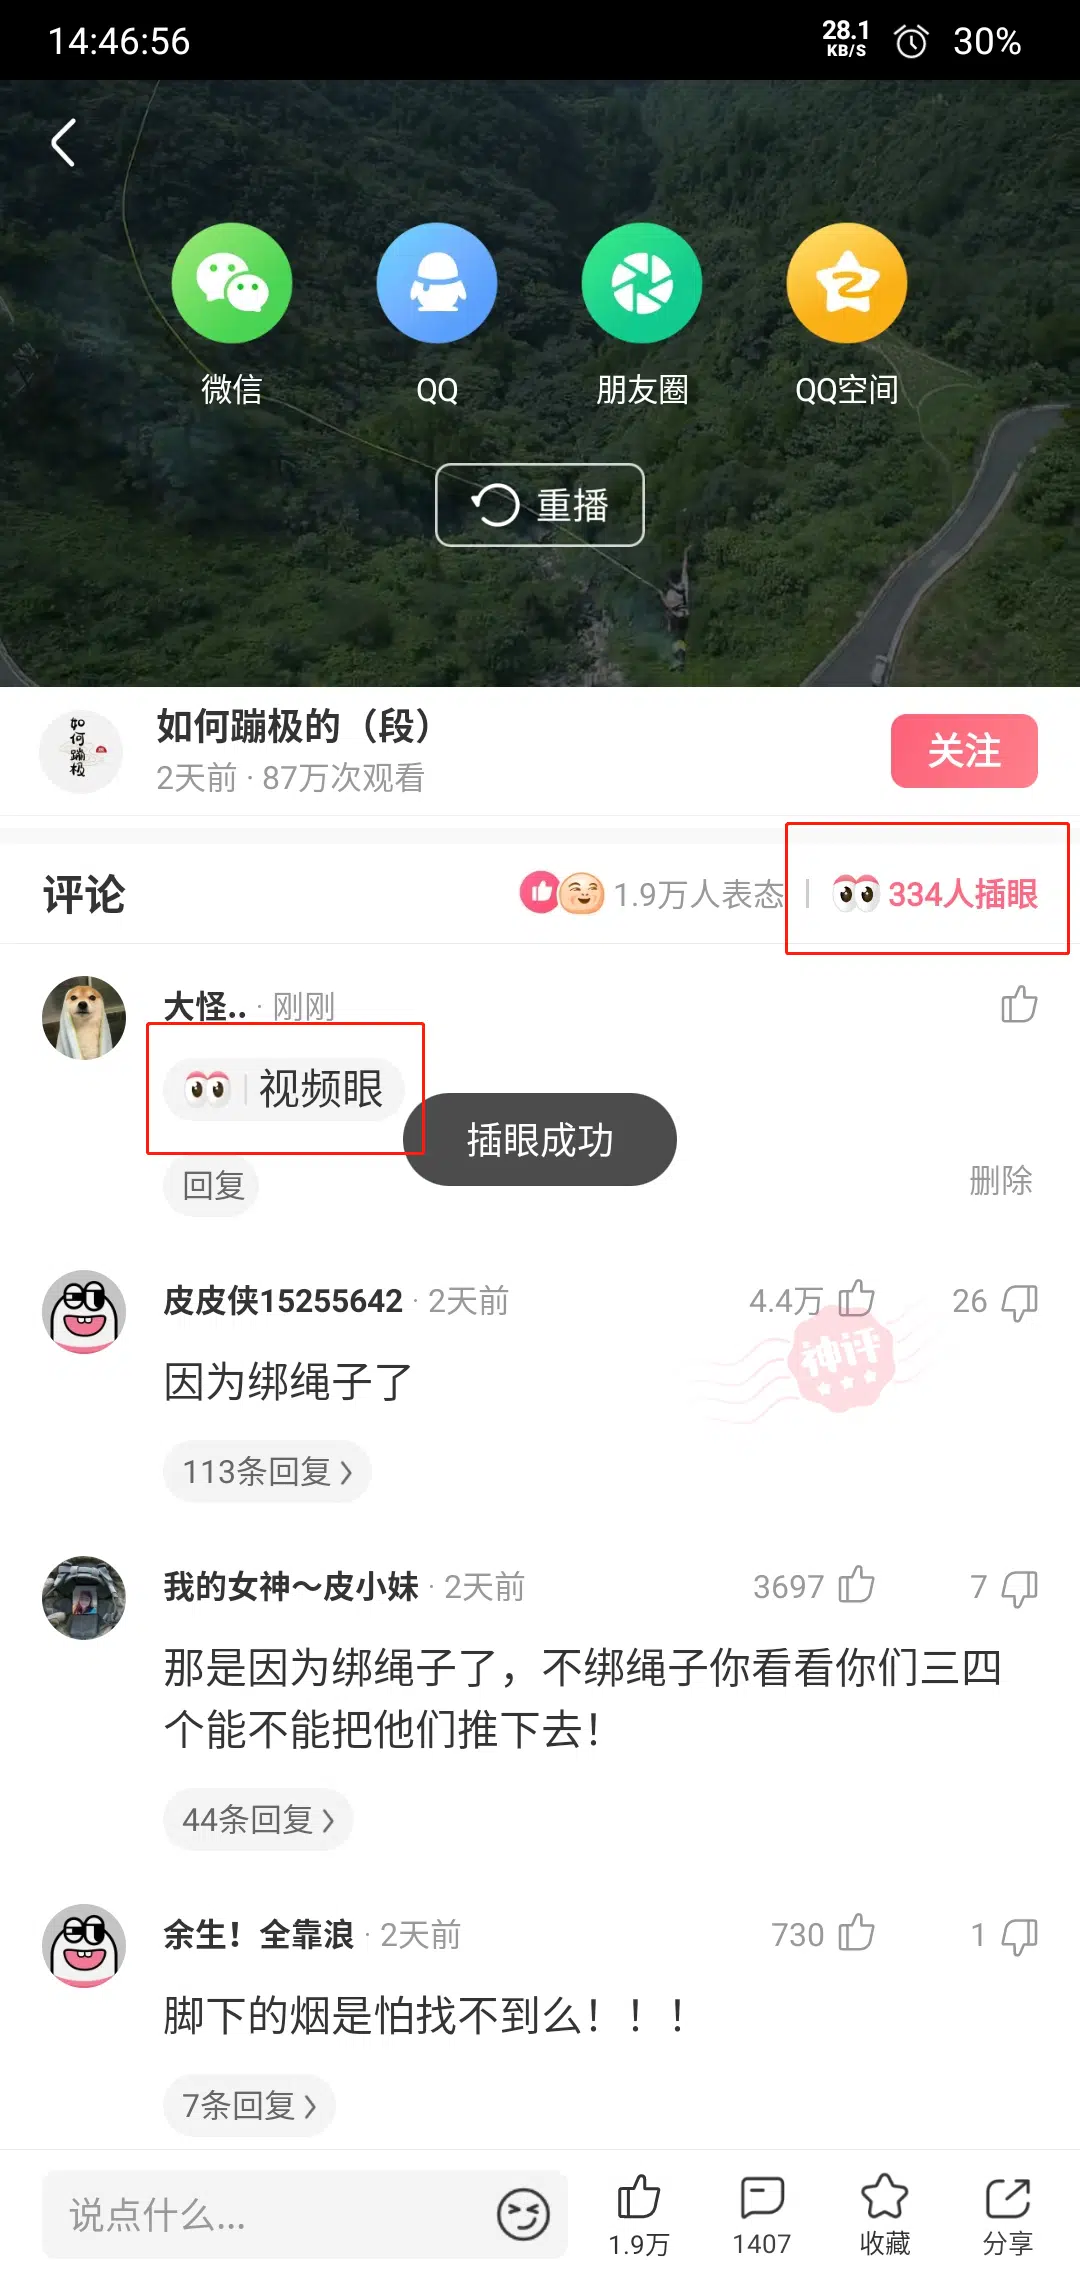 14:46:56
28.1
KB/S
30%
微信
QQ
朋友圈
QQ空间
重播
如何蹦极
如何蹦极的（段）
2天前 · 87万次观看
关注
评论
1.9万人表态
334人插眼
大怪.. · 刚刚
视频眼
插眼成功
回复
删除
皮皮侠15255642 · 2天前
4.4万
26
神评
因为绑绳子了
113条回复
我的女神～皮小妹 · 2天前
3697
7
那是因为绑绳子了，不绑绳子你看看你们三四
个能不能把他们推下去！
44条回复
余生！全靠浪 · 2天前
730
1
脚下的烟是怕找不到么！！！
7条回复
说点什么...
1.9万
1407
收藏
分享